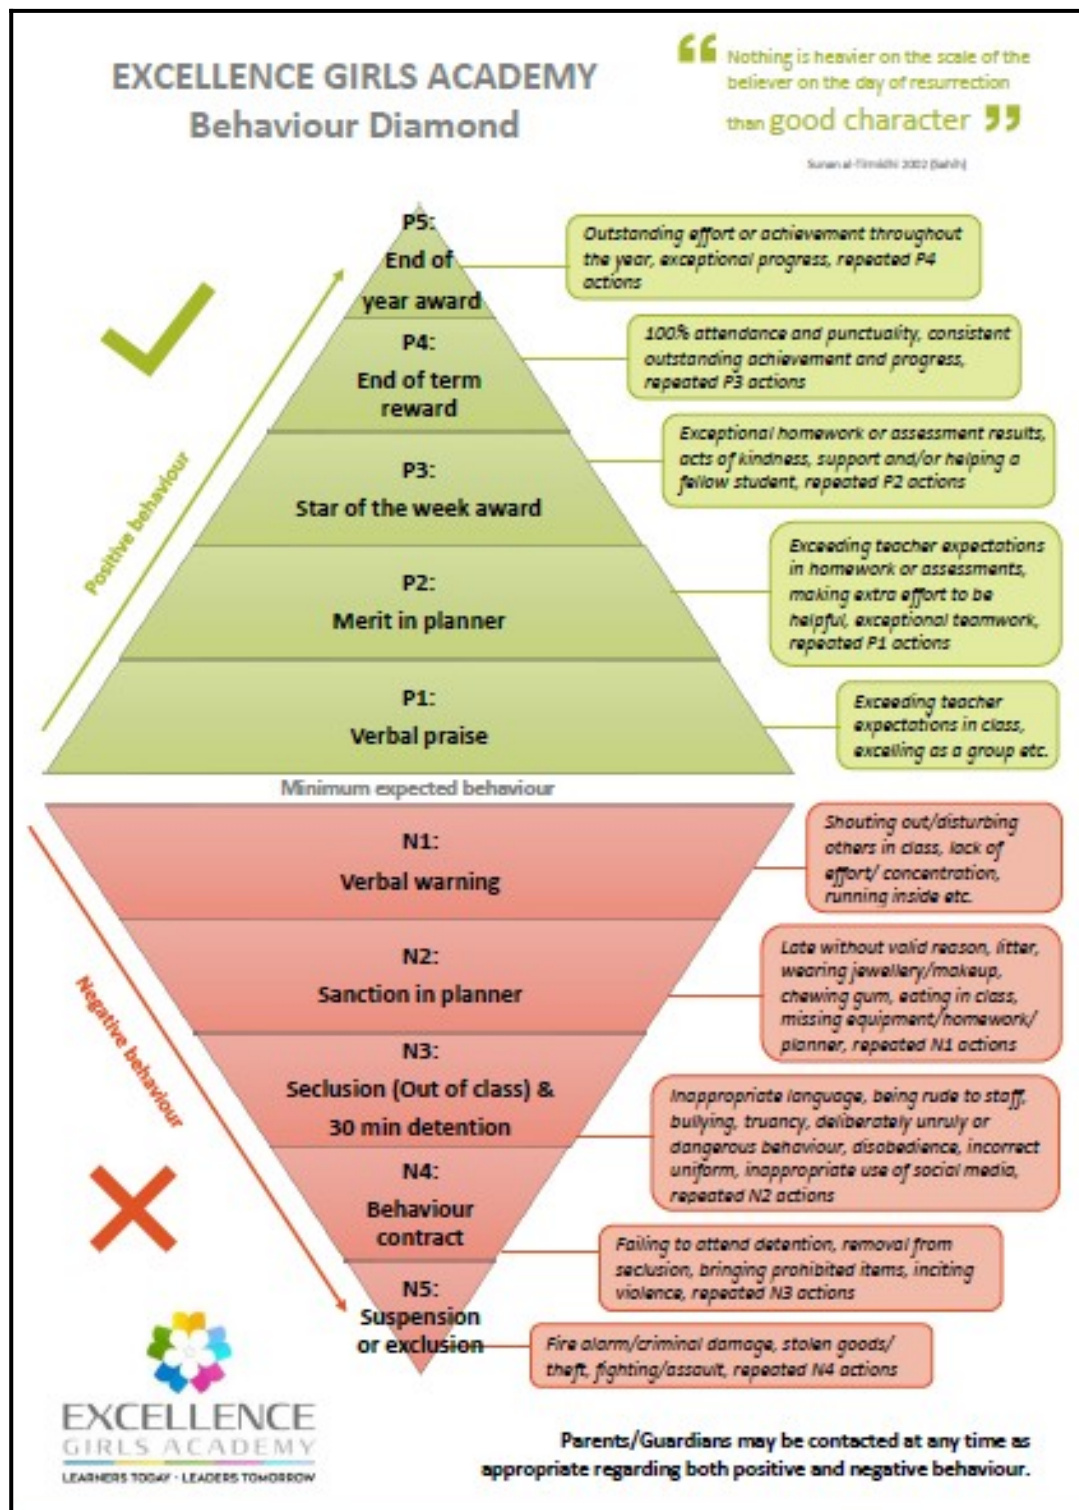 EXCELLENCE GIRLS ACADEMY
Behaviour Diamond
“ Nothing is heavier on the scale of the
believer on the day of resurrection
than good character ”
Sunan al-Tirmidhi 2002 (Sahih)
P5:
End of
year award
Outstanding effort or achievement throughout
the year, exceptional progress, repeated P4
actions
P4:
End of term
reward
100% attendance and punctuality, consistent
outstanding achievement and progress,
repeated P3 actions
P3:
Star of the week award
Exceptional homework or assessment results,
acts of kindness, support and/or helping a
fellow student, repeated P2 actions
Positive behaviour
P2:
Merit in planner
Exceeding teacher expectations
in homework or assessments,
making extra effort to be
helpful, exceptional teamwork,
repeated P1 actions
P1:
Verbal praise
Exceeding teacher
expectations in class,
excelling as a group etc.
Minimum expected behaviour
N1:
Verbal warning
Shouting out/disturbing
others in class, lack of
effort/ concentration,
running inside etc.
N2:
Sanction in planner
Late without valid reason, litter,
wearing jewellery/makeup,
chewing gum, eating in class,
missing equipment/homework/
planner, repeated N1 actions
Negative behaviour
N3:
Seclusion (Out of class) &
30 min detention
Inappropriate language, being rude to staff,
bullying, truancy, deliberately unruly or
dangerous behaviour, disobedience, incorrect
uniform, inappropriate use of social media,
repeated N2 actions
N4:
Behaviour
contract
Failing to attend detention, removal from
seclusion, bringing prohibited items, inciting
violence, repeated N3 actions
N5:
Suspension
or exclusion
Fire alarm/criminal damage, stolen goods/
theft, fighting/assault, repeated N4 actions
EXCELLENCE
GIRLS ACADEMY
LEARNERS TODAY · LEADERS TOMORROW
Parents/Guardians may be contacted at any time as
appropriate regarding both positive and negative behaviour.